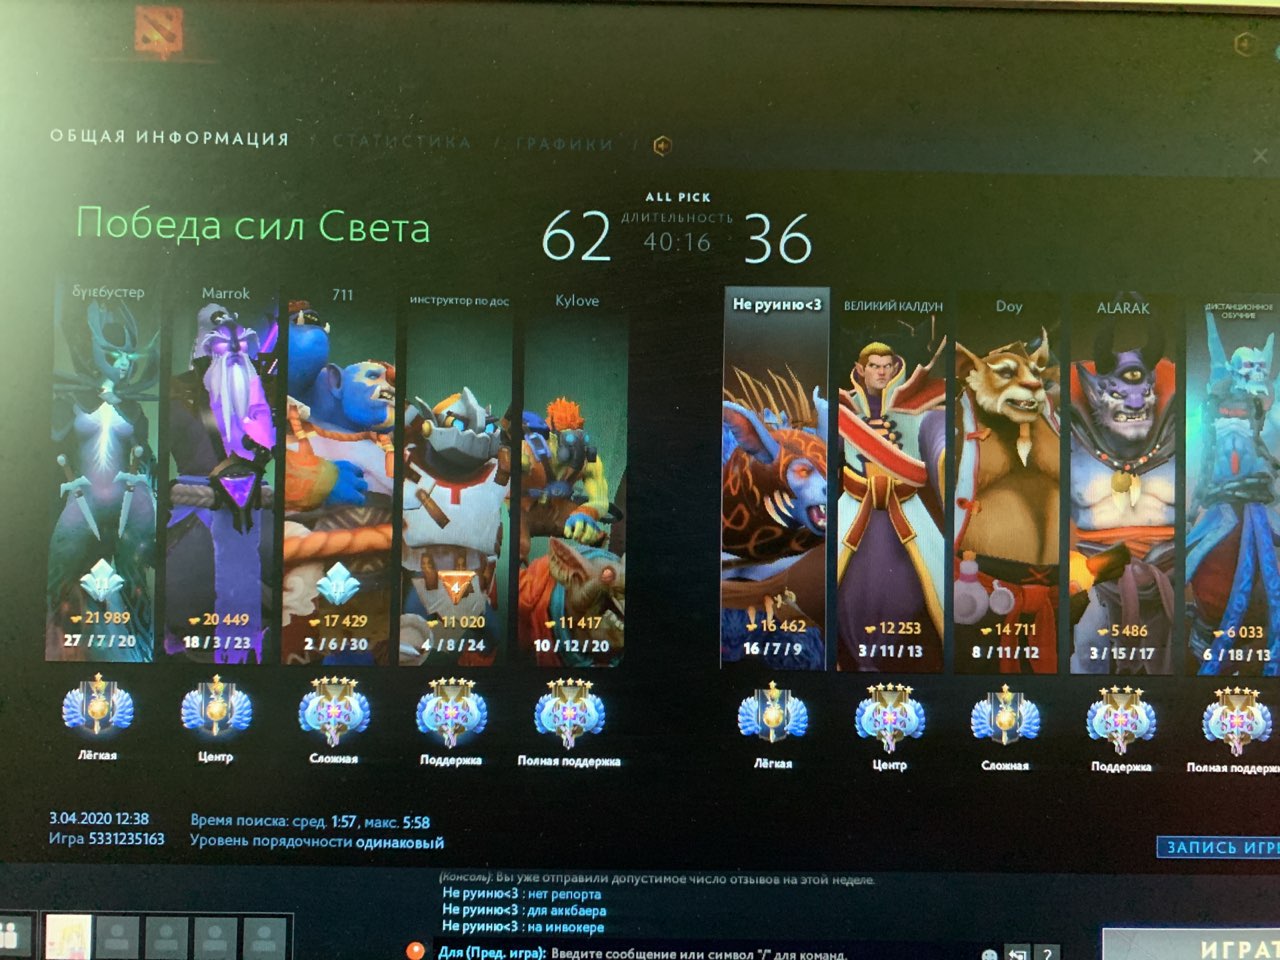 ОБЩАЯ ИНФОРМАЦИЯ / СТАТИСТИКА / ГРАФИКИ /
ALL PICK
Победа сил Света
62
ДЛИТЕЛЬНОСТЬ
40:16
36
Marrok
711
инструктор по дос
Kylove
Не руиню<3
ВЕЛИКИЙ КАЛДУН
Doy
ALARAK
ДИСТАНЦИОННОЕ
ОБУЧНИЕ
21 989
20 449
17 429
4
11 020
11 417
16 462
12 253
14 711
5 486
6 033
27 / 7 / 20
18 / 3 / 23
2 / 6 / 30
4 / 8 / 24
10 / 12 / 20
16 / 7 / 9
3 / 11 / 13
8 / 11 / 12
3 / 15 / 17
6 / 18 / 13
Лёгкая
Центр
Сложная
Поддержка
Полная поддержка
Лёгкая
Центр
Сложная
Поддержка
Полная поддержк
3.04.2020 12:38
Время поиска: сред. 1:57, макс. 5:58
Игра 5331235163
Уровень порядочности одинаковый
ЗАПИСЬ ИГРЫ
(Консоль): Вы уже отправили допустимое число отзывов на этой неделе.
Не руиню<3 : нет репорта
Не руиню<3 : для аккбаера
Не руиню<3 : на инвокере
Для (Пред. игра): Введите сообщение или символ "/" для команд.
?
ИГРАТ